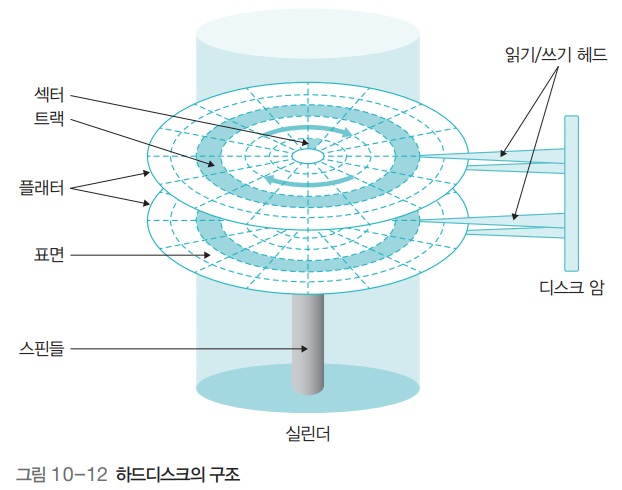 읽기/쓰기 헤드
섹터
트랙
플래터
표면
디스크 암
스핀들
실린더
그림 10-12 하드디스크의 구조